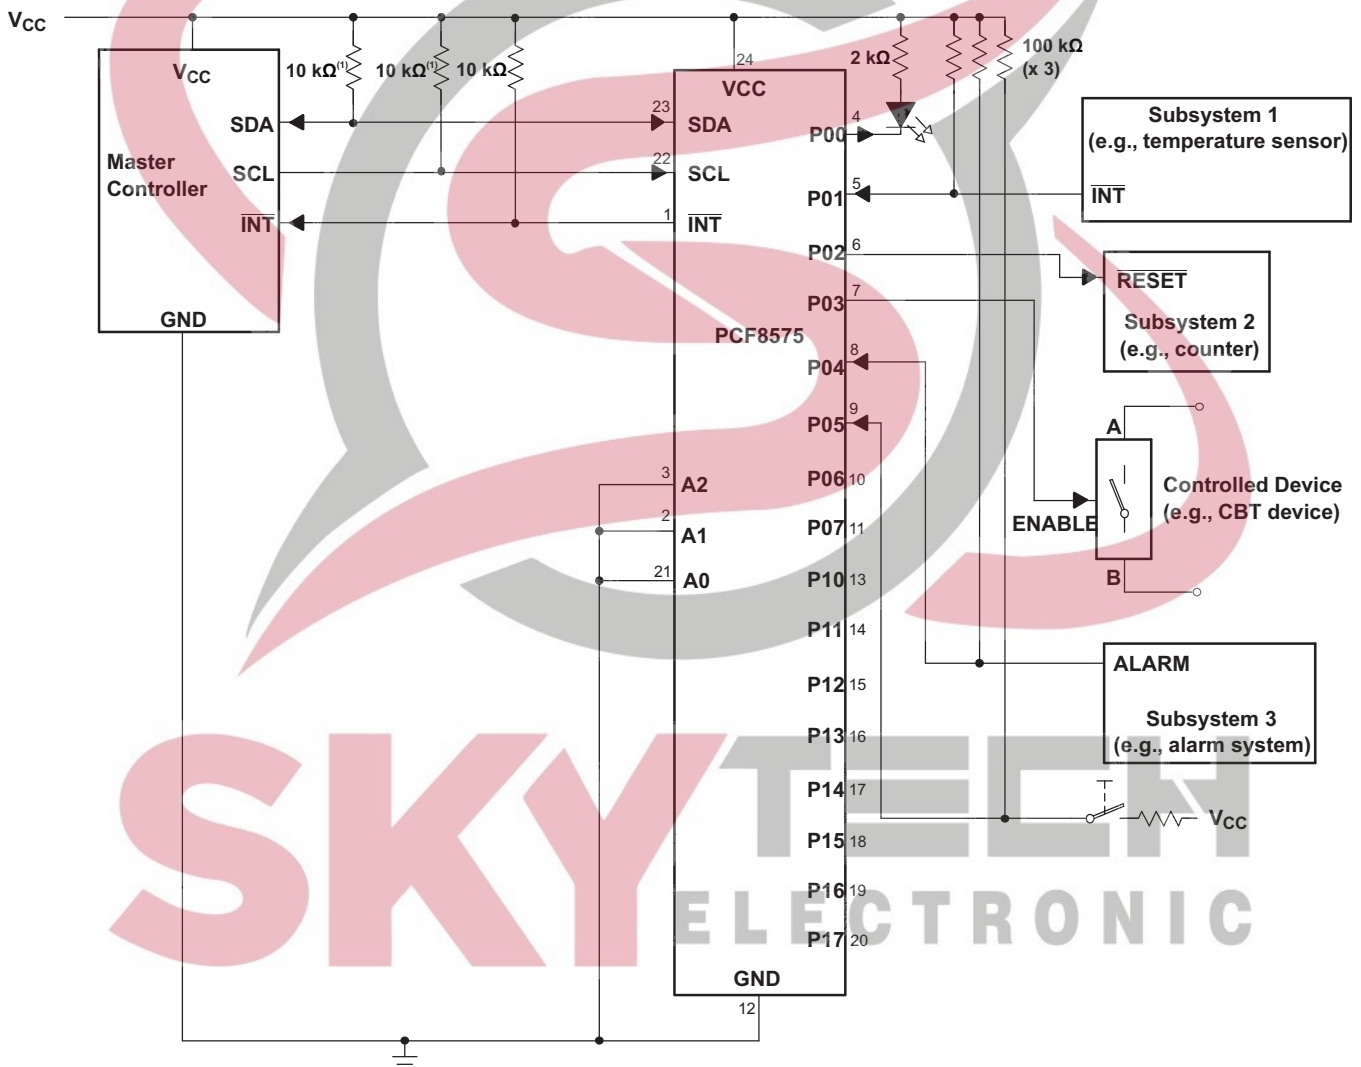 VCC
VCC
10 kΩ(1)
10 kΩ(1)
10 kΩ
24
VCC
2 kΩ
100 kΩ
(x 3)
Master
Controller
SDA
SCL
INT
GND
23
SDA
22
SCL
1
INT
PCF8575
3
A2
2
A1
21
A0
GND
12
P00
4
P01
5
P02
6
P03
7
P04
8
P05
9
P06
10
P07
11
P10
13
P11
14
P12
15
P13
16
P14
17
P15
18
P16
19
P17
20
Subsystem 1
(e.g., temperature sensor)
INT
RESET
Subsystem 2
(e.g., counter)
A
ENABLE
B
Controlled Device
(e.g., CBT device)
ALARM
Subsystem 3
(e.g., alarm system)
VCC
SKYTECH
ELECTRONIC